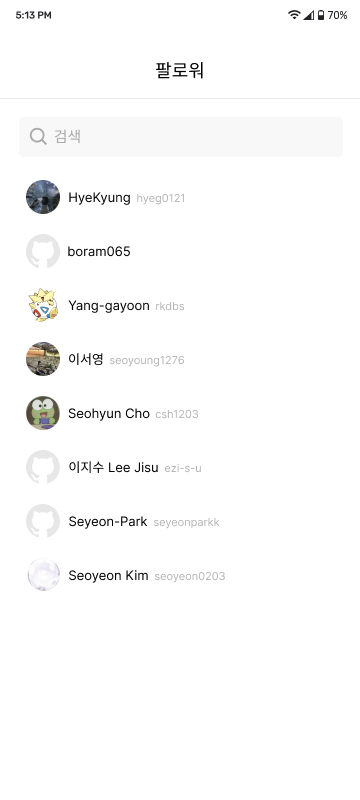 5:13 PM 70%
팔로워
검색
HyeKyung hyeg0121
boram065
Yang-gayoon rkdbs
이서영 seoyoung1276
Seohyun Cho csh1203
이지수 Lee Jisu ezi-s-u
Seyeon-Park seyeonparkk
Seoyeon Kim seoyeon0203